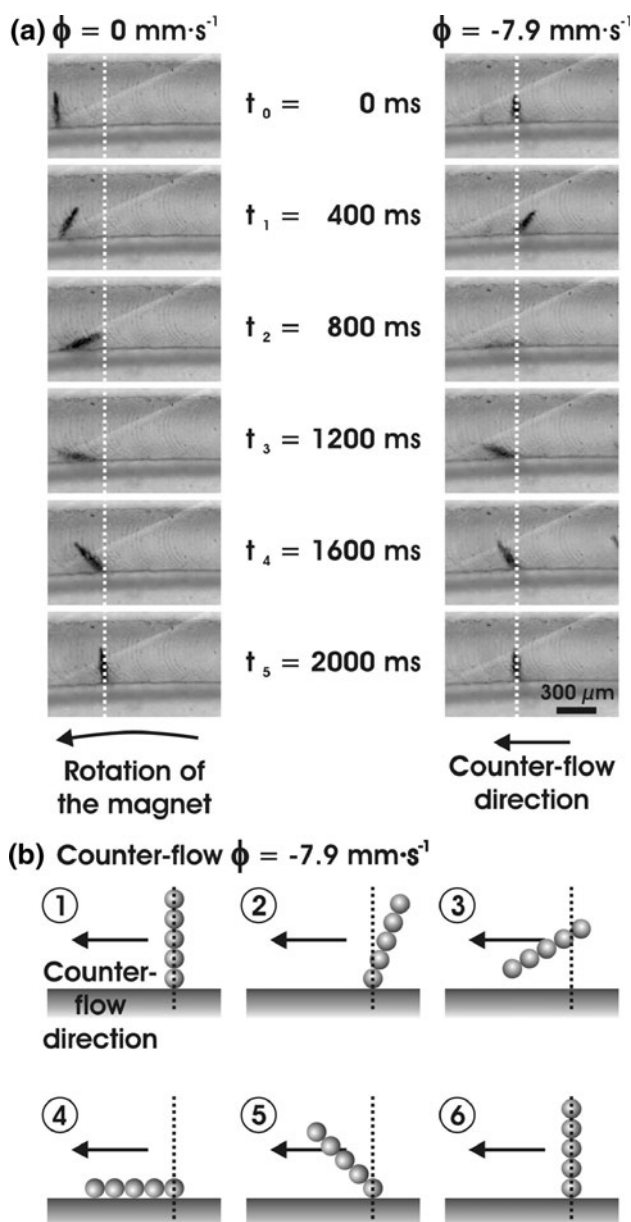 (a) ϕ = 0 mm·s⁻¹ ϕ = -7.9 mm·s⁻¹
t₀ = 0 ms
t₁ = 400 ms
t₂ = 800 ms
t₃ = 1200 ms
t₄ = 1600 ms
t₅ = 2000 ms
300 μm
Rotation of
the magnet
Counter-flow
direction
(b) Counter-flow ϕ = -7.9 mm·s⁻¹
1 2 3
Counter-
flow
direction
4 5 6